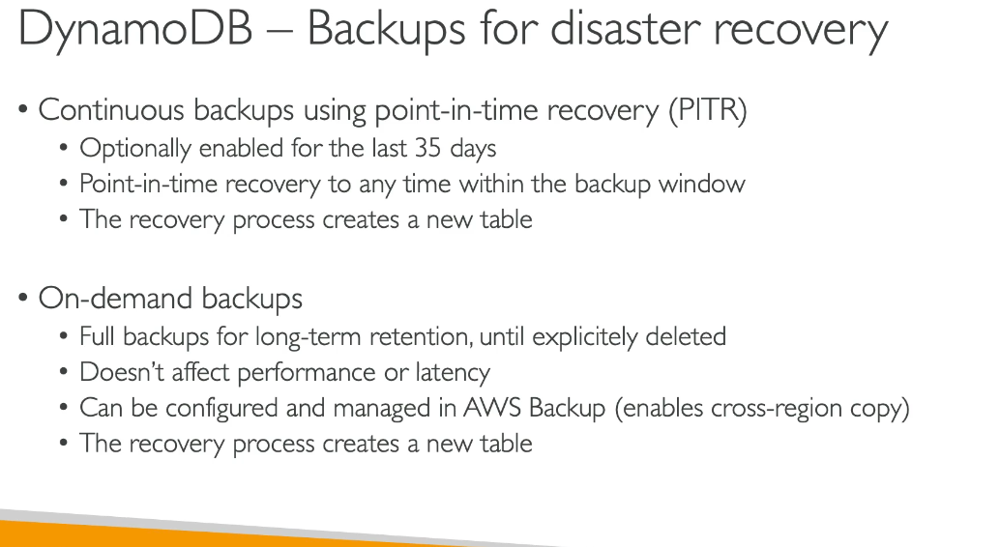 DynamoDB – Backups for disaster recovery
• Continuous backups using point-in-time recovery (PITR)
• Optionally enabled for the last 35 days
• Point-in-time recovery to any time within the backup window
• The recovery process creates a new table
• On-demand backups
• Full backups for long-term retention, until explicitely deleted
• Doesn't affect performance or latency
• Can be configured and managed in AWS Backup (enables cross-region copy)
• The recovery process creates a new table